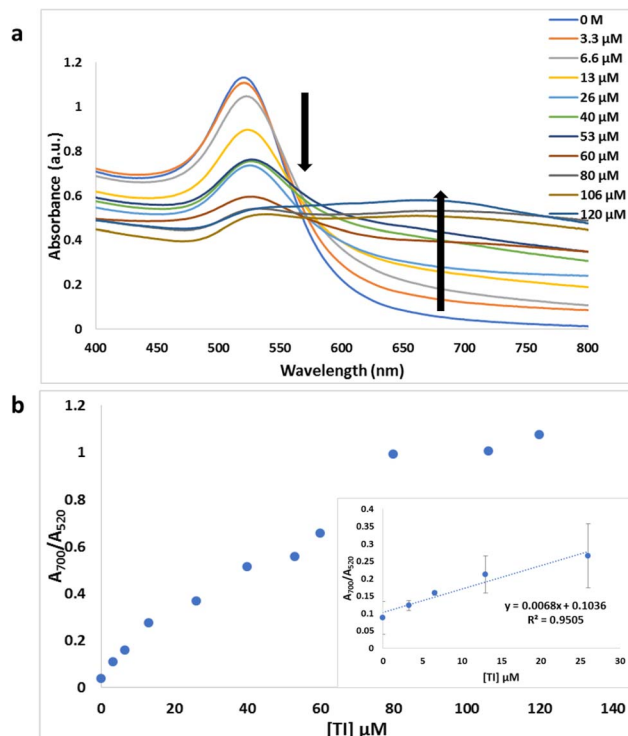 a
0 M
3.3 µM
6.6 µM
13 µM
26 µM
40 µM
53 µM
60 µM
80 µM
106 µM
120 µM
1.2
1
0.8
0.6
0.4
0.2
0
Absorbance (a.u.)
400 450 500 550 600 650 700 750 800
Wavelength (nm)
b
1.2
1
0.8
0.6
0.4
0.2
0
A700/A520
0 20 40 60 80 100 120 140
[Tl] µM
0.4
0.35
0.3
0.25
0.2
0.15
0.1
0.05
0
A700/A520
y = 0.0068x + 0.1036
R² = 0.9505
0 5 10 15 20 25 30
[Tl] µM